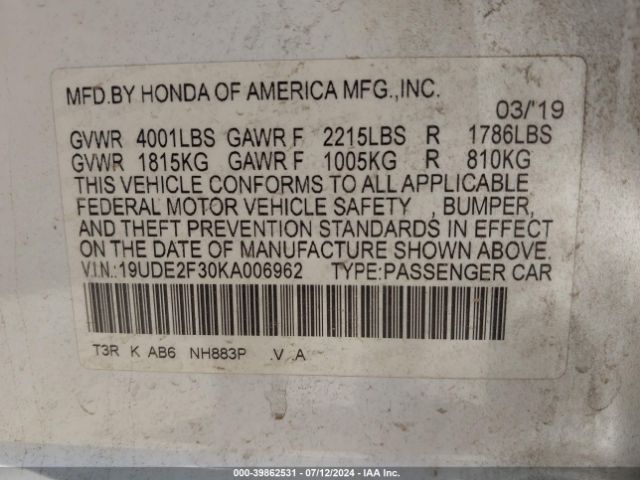 MFD.BY HONDA OF AMERICA MFG.,INC.
03/'19
GVWR 4001LBS GAWR F 2215LBS R 1786LBS
GVWR 1815KG GAWR F 1005KG R 810KG
THIS VEHICLE CONFORMS TO ALL APPLICABLE
FEDERAL MOTOR VEHICLE SAFETY , BUMPER,
AND THEFT PREVENTION STANDARDS IN EFFECT
ON THE DATE OF MANUFACTURE SHOWN ABOVE.
V.I.N.:19UDE2F30KA006962 TYPE:PASSENGER CAR
T3R K AB6 NH883P .V .A
000-39862531 - 07/12/2024 - IAA Inc.